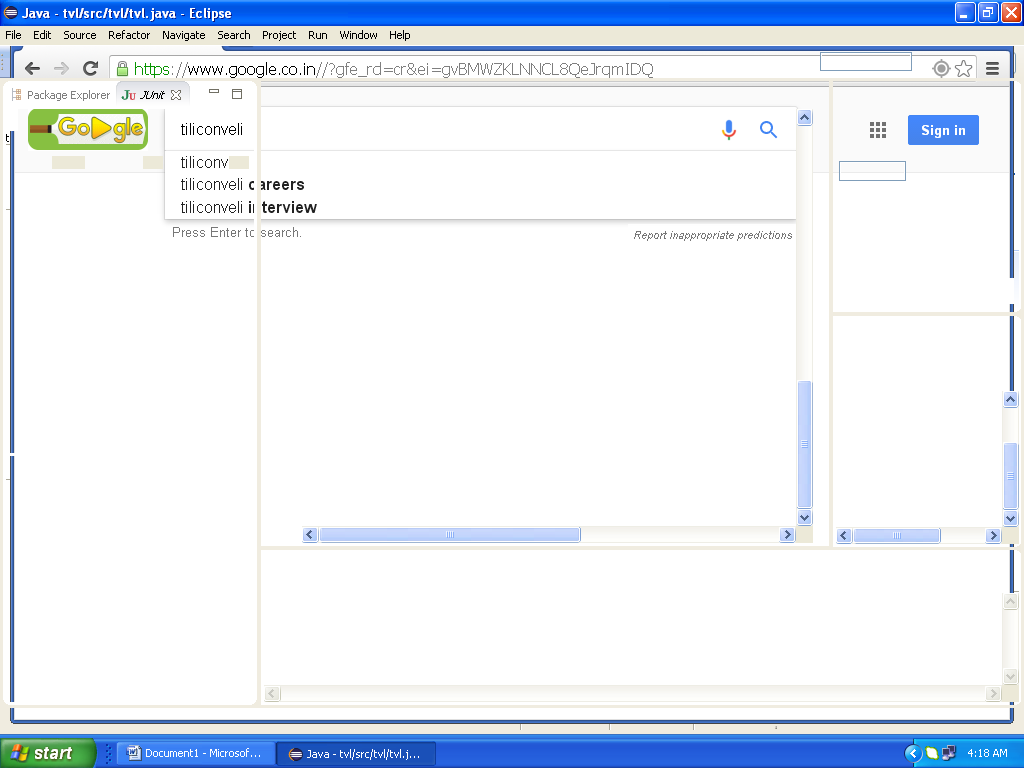 Java - tvl/src/tvl/tvl.java - Eclipse
File Edit Source Refactor Navigate Search Project Run Window Help
https://www.google.co.in//?gfe_rd=cr&ei=gvBMWZKLNNCL8QeJrqmIDQ
Package Explorer JU JUnit
Google
tiliconveli
Sign in
tiliconv
tiliconveli careers
tiliconveli interview
Press Enter to search.
Report inappropriate predictions
start
Document1 - Microsof...
Java - tvl/src/tvl/tvl.j...
4:18 AM